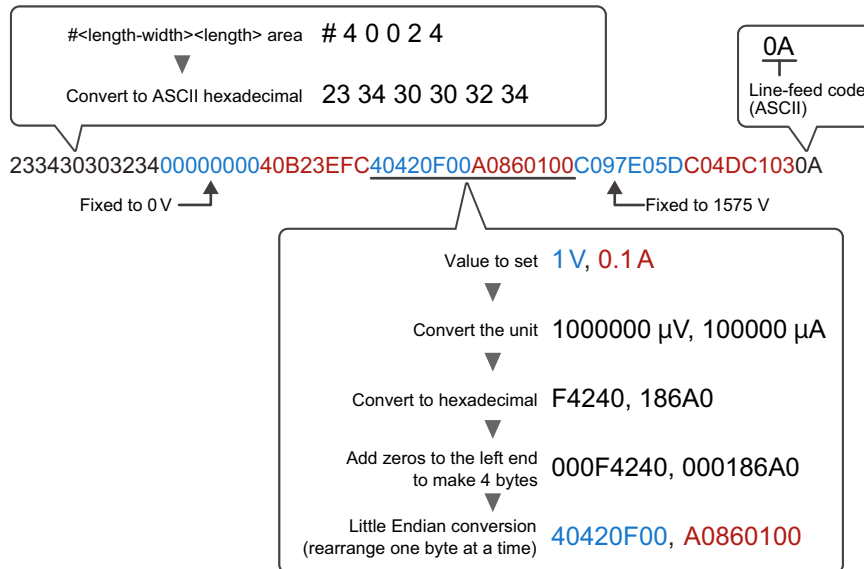 #<length-width><length> area # 4 0 0 2 4
Convert to ASCII hexadecimal 23 34 30 30 32 34
0A
Line-feed code
(ASCII)
2334303032340000000040B23EFC40420F00A0860100C097E05DC04DC1030A
Fixed to 0 V
Fixed to 1575 V
Value to set 1 V, 0.1 A
Convert the unit 1000000 µV, 100000 µA
Convert to hexadecimal F4240, 186A0
Add zeros to the left end
to make 4 bytes 000F4240, 000186A0
Little Endian conversion
(rearrange one byte at a time) 40420F00, A0860100